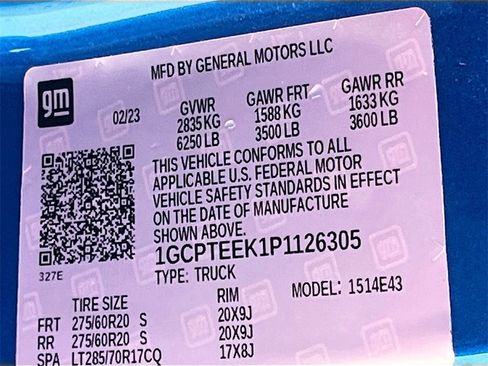 MFD BY GENERAL MOTORS LLC
gm
02/23
GVWR GAWR FRT GAWR RR
2835 KG 1588 KG 1633 KG
6250 LB 3500 LB 3600 LB
THIS VEHICLE CONFORMS TO ALL
APPLICABLE U.S. FEDERAL MOTOR
VEHICLE SAFETY STANDARDS IN EFFECT
ON THE DATE OF MANUFACTURE
SHOWN ABOVE.
1GCPTEEK1P1126305
327E
TYPE: TRUCK
MODEL: 1514E43
TIRE SIZE RIM
FRT 275/60R20 S 20X9J
RR 275/60R20 S 20X9J
SPA LT285/70R17CQ 17X8J